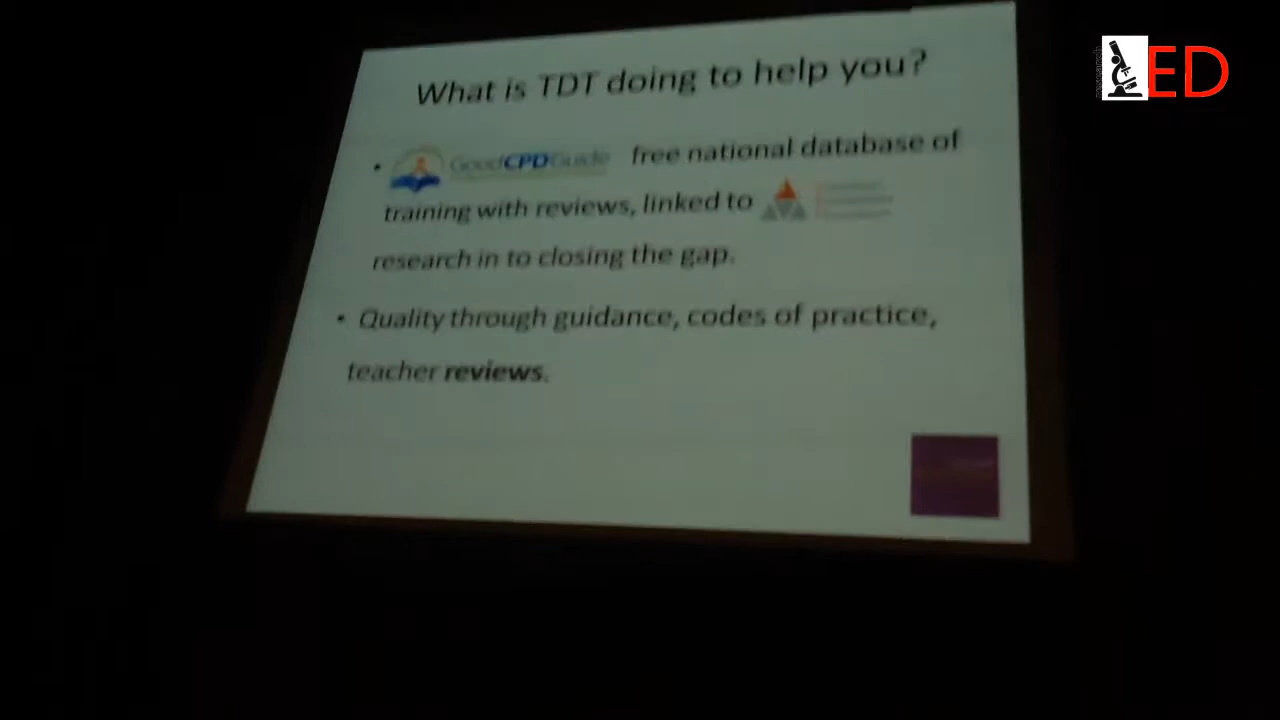 What is TDT doing to help you?
• GoodCPDGuide free national database of
training with reviews, linked to
research in to closing the gap.
• Quality through guidance, codes of practice,
teacher reviews.
ED